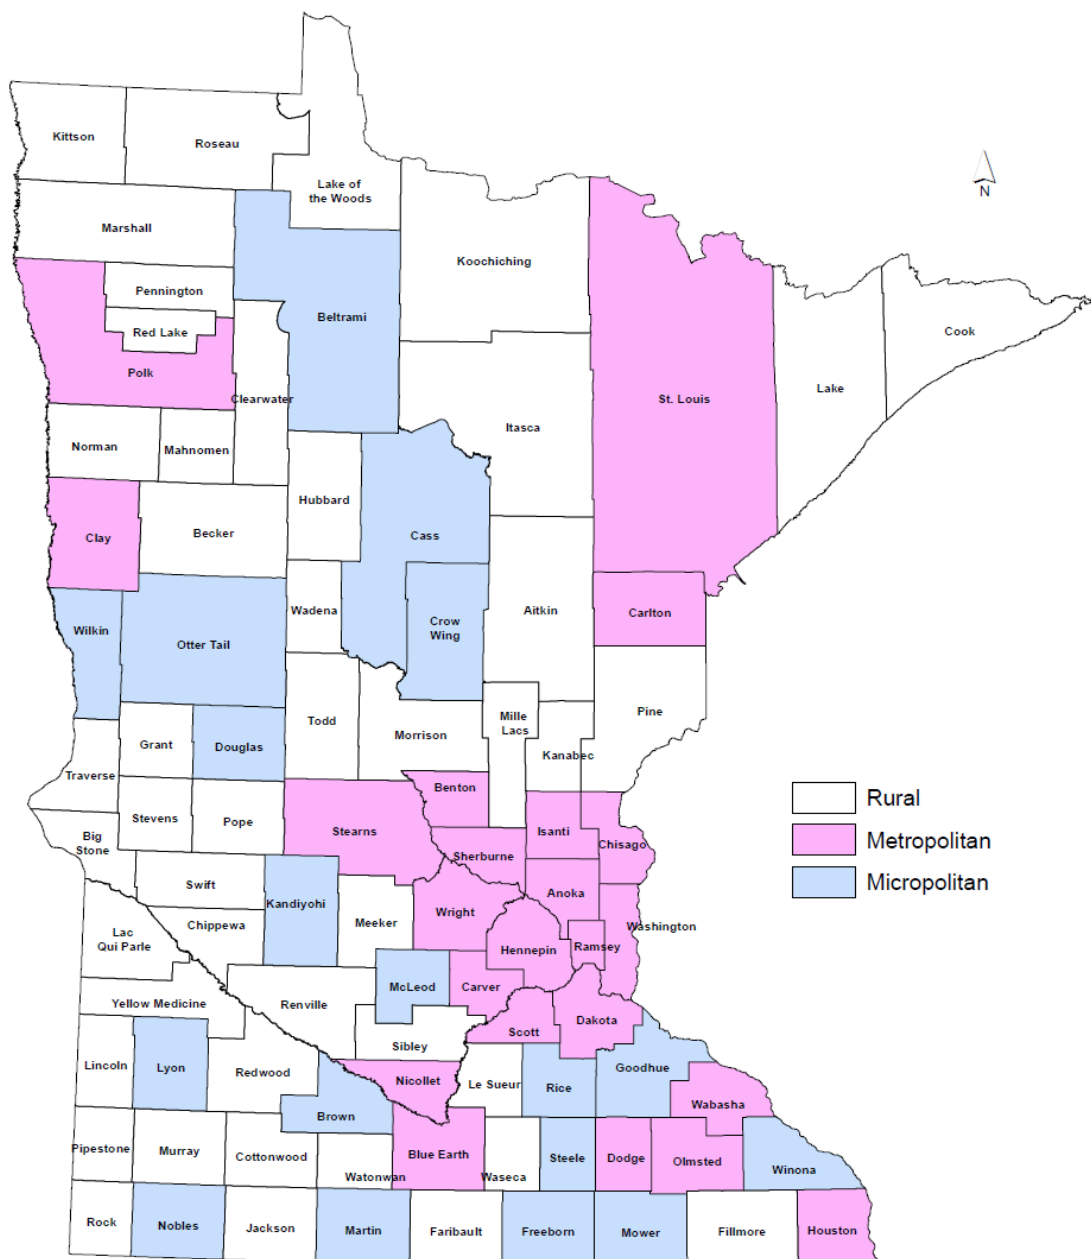 Kittson
Roseau
Lake of
the Woods
N
Marshall
Koochiching
Pennington
Beltrami
Red Lake
Cook
Polk
Lake
Clearwater
St. Louis
Itasca
Norman
Mahnomen
Hubbard
Becker
Cass
Clay
Wadena
Aitkin
Carlton
Crow
Wing
Wilkin
Otter Tail
Pine
Mille
Lacs
Todd
Morrison
Grant
Douglas
Kanabec
Traverse
Benton
Rural
Stevens
Pope
Stearns
Isanti
Big
Stone
Chisago
Metropolitan
Sherburne
Swift
Anoka
Micropolitan
Kandiyohi
Wright
Meeker
Chippewa
Washington
Lac
Qui Parle
Hennepin
Ramsey
McLeod
Carver
Yellow Medicine
Renville
Dakota
Scott
Sibley
Lincoln
Lyon
Redwood
Nicollet
Le Sueur
Rice
Goodhue
Wabasha
Brown
Pipestone
Murray
Cottonwood
Blue Earth
Steele
Dodge
Olmsted
Winona
Watonwan
Waseca
Rock
Nobles
Jackson
Martin
Faribault
Freeborn
Mower
Fillmore
Houston